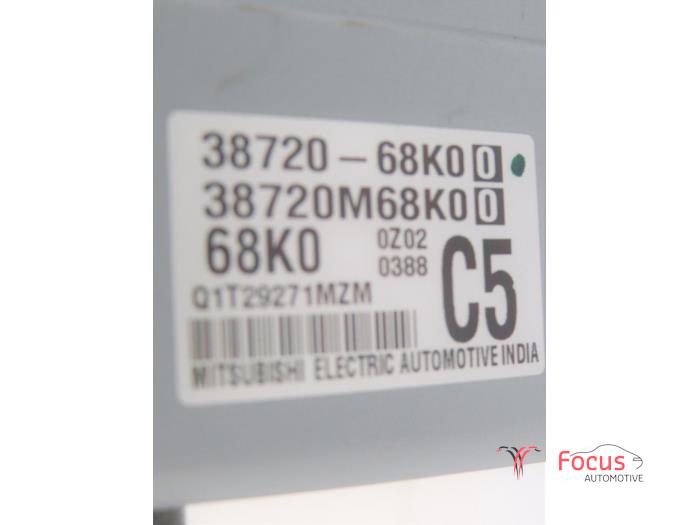 38720-68K00
38720M68K00
68K0 0Z02
0388
C5
Q1T29271MZM
MITSUBISHI ELECTRIC AUTOMOTIVE INDIA
Focus
AUTOMOTIVE